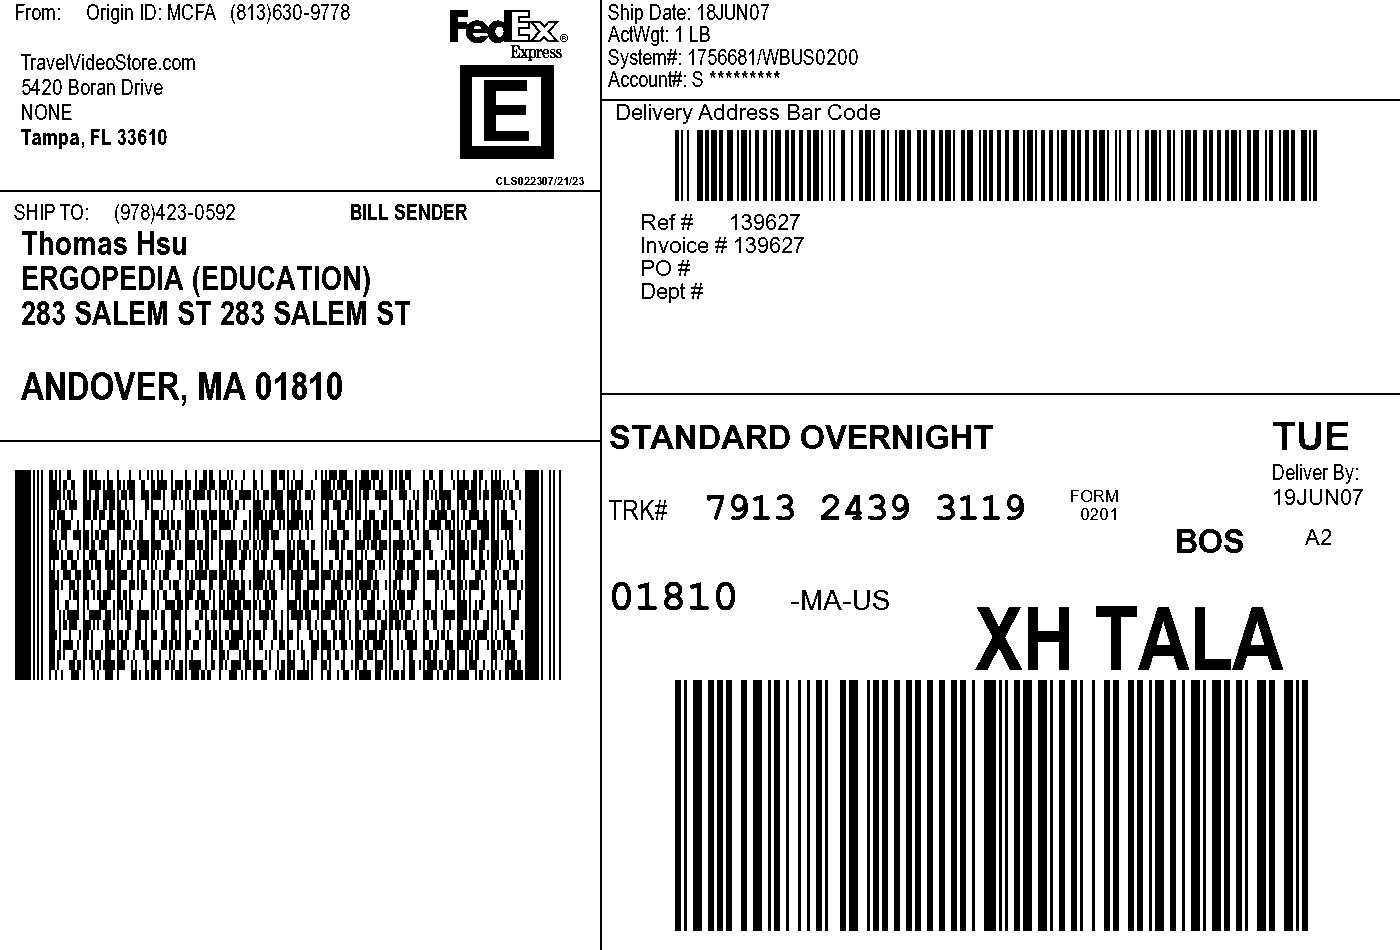 From: Origin ID: MCFA (813)630-9778
TravelVideoStore.com
5420 Boran Drive
NONE
Tampa, FL 33610
FedEx®
Express
E
CLS022307/21/23
SHIP TO: (978)423-0592 BILL SENDER
Thomas Hsu
ERGOPEDIA (EDUCATION)
283 SALEM ST 283 SALEM ST
ANDOVER, MA 01810
Ship Date: 18JUN07
ActWgt: 1 LB
System#: 1756681/WBUS0200
Account#: S *********
Delivery Address Bar Code
Ref # 139627
Invoice # 139627
PO #
Dept #
STANDARD OVERNIGHT
TUE
Deliver By:
19JUN07
TRK# 7913 2439 3119
FORM
0201
BOS A2
01810 -MA-US
XH TALA